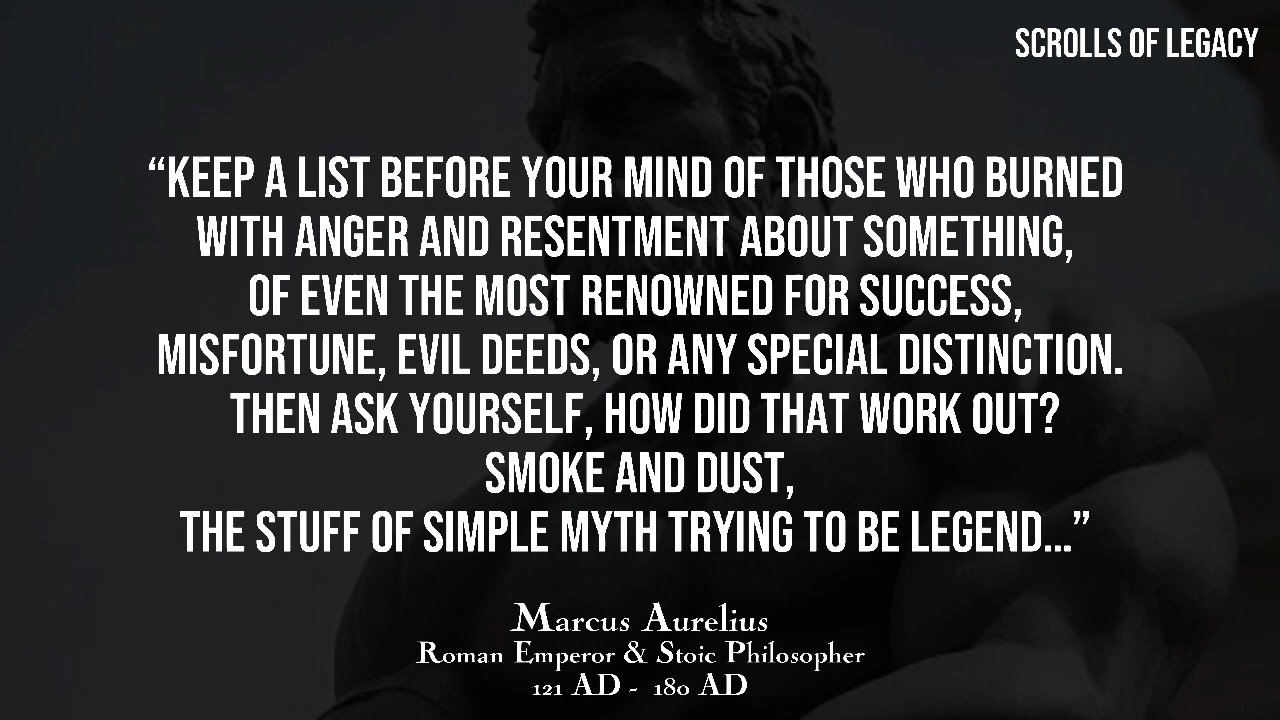 SCROLLS OF LEGACY
“KEEP A LIST BEFORE YOUR MIND OF THOSE WHO BURNED
WITH ANGER AND RESENTMENT ABOUT SOMETHING,
OF EVEN THE MOST RENOWNED FOR SUCCESS,
MISFORTUNE, EVIL DEEDS, OR ANY SPECIAL DISTINCTION.
THEN ASK YOURSELF, HOW DID THAT WORK OUT?
SMOKE AND DUST,
THE STUFF OF SIMPLE MYTH TRYING TO BE LEGEND...”
Marcus Aurelius
Roman Emperor & Stoic Philosopher
121 AD - 180 AD